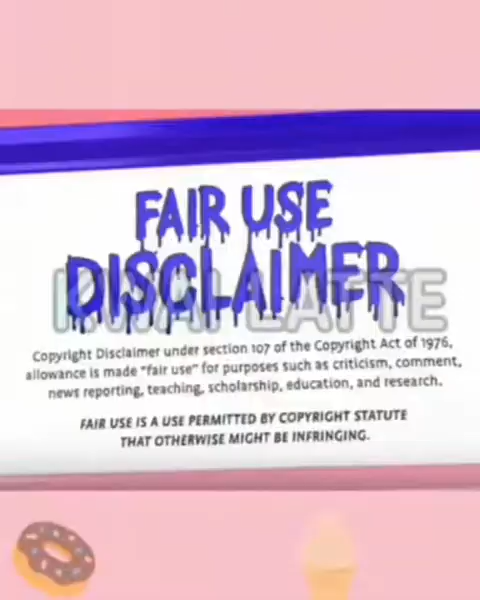 FAIR USE
DISCLAIMER
KWAI LATTE
Copyright Disclaimer under section 107 of the Copyright Act of 1976,
allowance is made "fair use" for purposes such as criticism, comment,
news reporting, teaching, scholarship, education, and research.
FAIR USE IS A USE PERMITTED BY COPYRIGHT STATUTE
THAT OTHERWISE MIGHT BE INFRINGING.